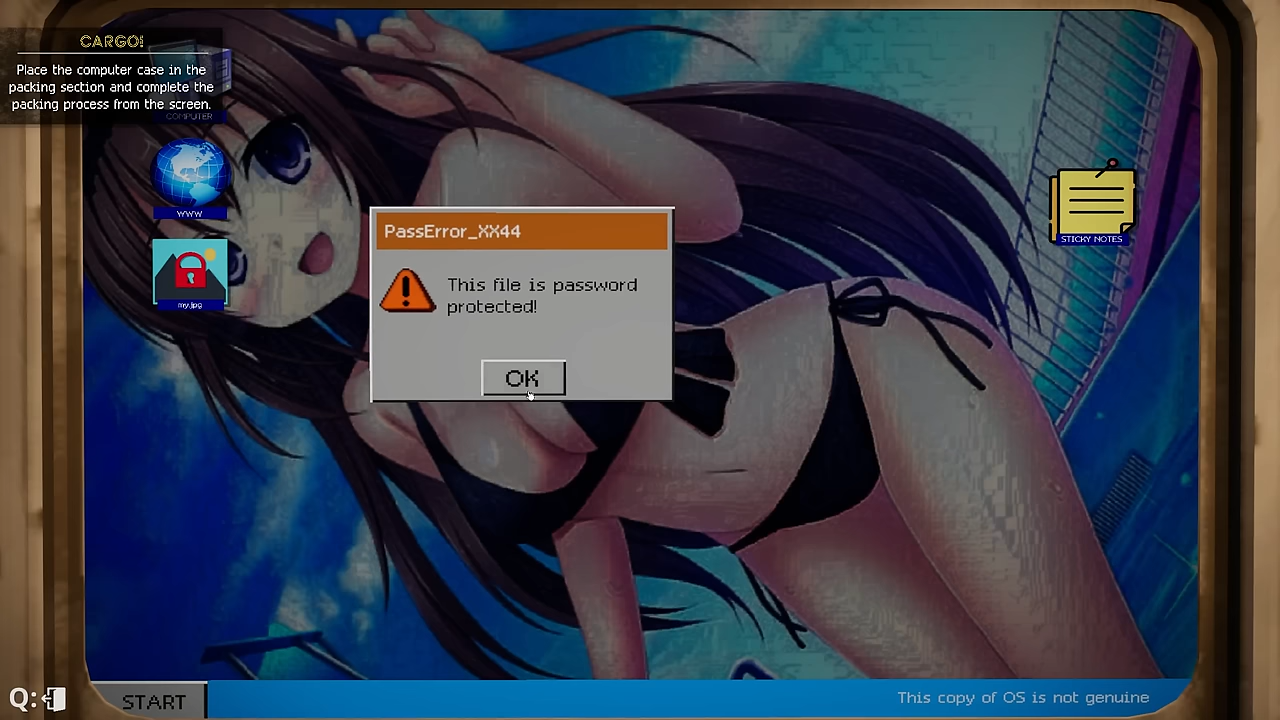 CARGO!
Place the computer case in the
packing section and complete the
packing process from the screen.
COMPUTER
WWW
my.jpg
STICKY NOTES
PassError_XX44
This file is password
protected!
OK
Q:
START
This copy of OS is not genuine